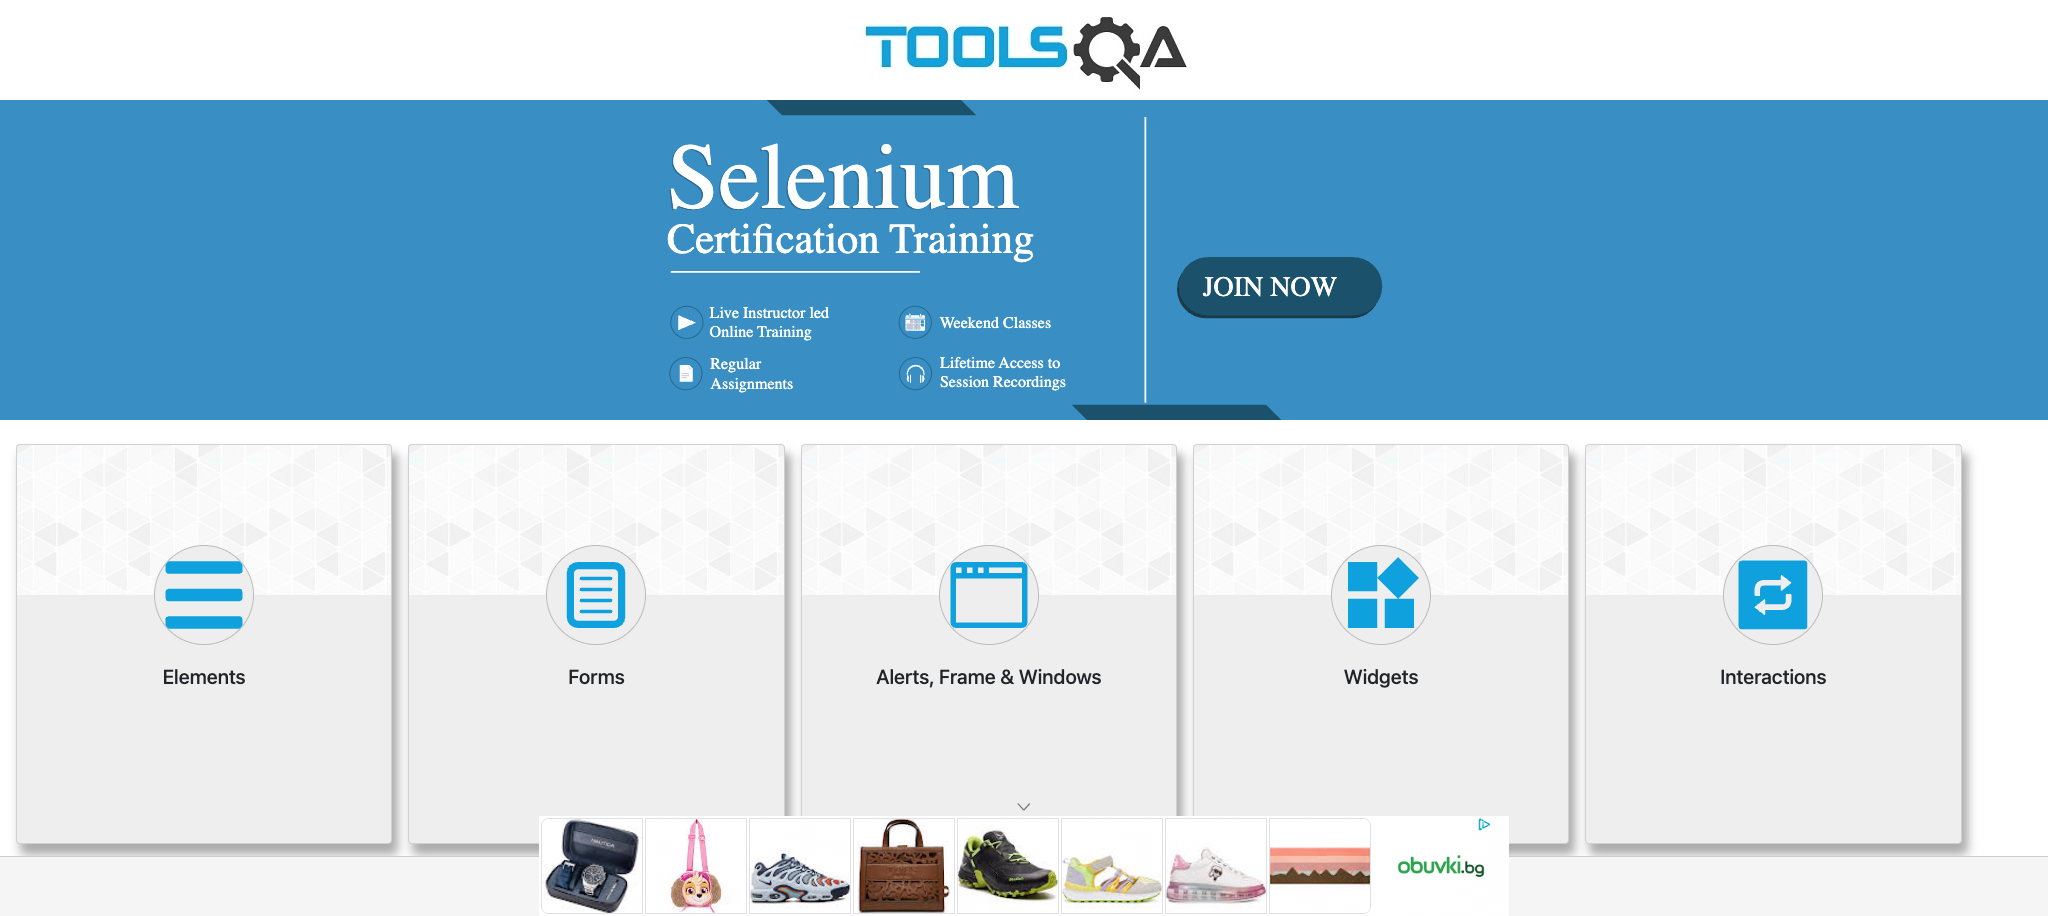 TOOLSQA
Selenium
Certification Training
JOIN NOW
Live Instructor led
Online Training
Weekend Classes
Regular
Assignments
Lifetime Access to
Session Recordings
Elements
Forms
Alerts, Frame & Windows
Widgets
Interactions
NAUTICA
obuvki.bg